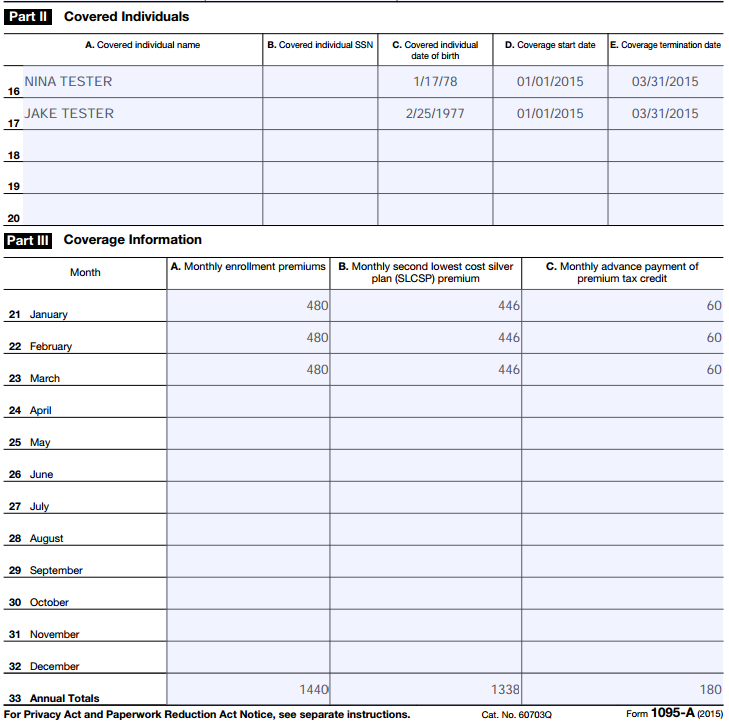 Part II Covered Individuals
A. Covered individual name B. Covered individual SSN C. Covered individual date of birth D. Coverage start date E. Coverage termination date
16 NINA TESTER 1/17/78 01/01/2015 03/31/2015
17 JAKE TESTER 2/25/1977 01/01/2015 03/31/2015
18
19
20
Part III Coverage Information
Month A. Monthly enrollment premiums B. Monthly second lowest cost silver plan (SLCSP) premium C. Monthly advance payment of premium tax credit
21 January 480 446 60
22 February 480 446 60
23 March 480 446 60
24 April
25 May
26 June
27 July
28 August
29 September
30 October
31 November
32 December
33 Annual Totals 1440 1338 180
For Privacy Act and Paperwork Reduction Act Notice, see separate instructions. Cat. No. 60703Q Form 1095-A (2015)